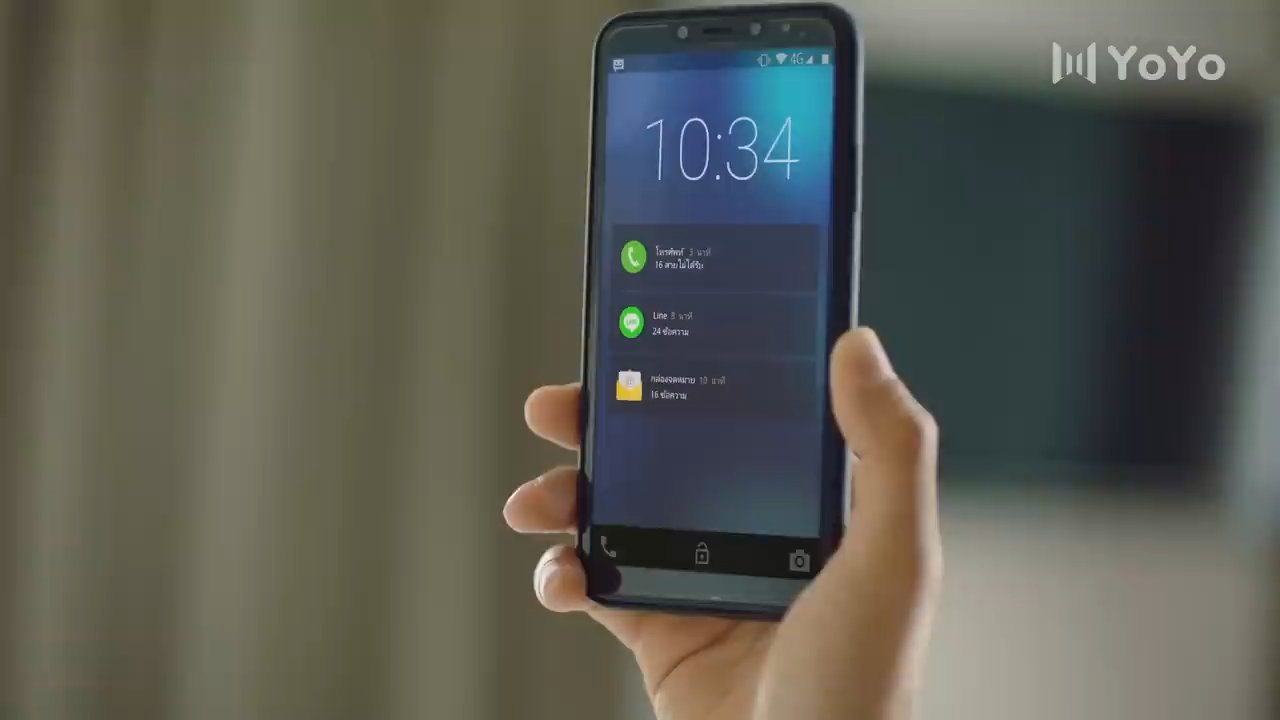 YoYo
4G
10:34
โทรศัพท์ 3 นาที
16 สายไม่ได้รับ
Line 8 นาที
24 ข้อความ
กล่องจดหมาย 10 นาที
16 ข้อความ